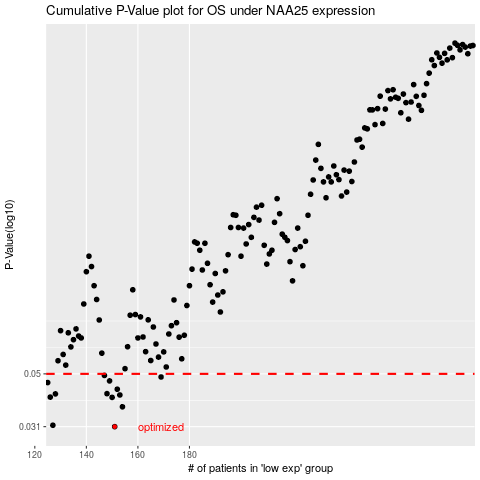 Cumulative P-Value plot for OS under NAA25 expression
P-Value(log10)
0.05
0.031
optimized
120 140 160 180
# of patients in 'low exp' group